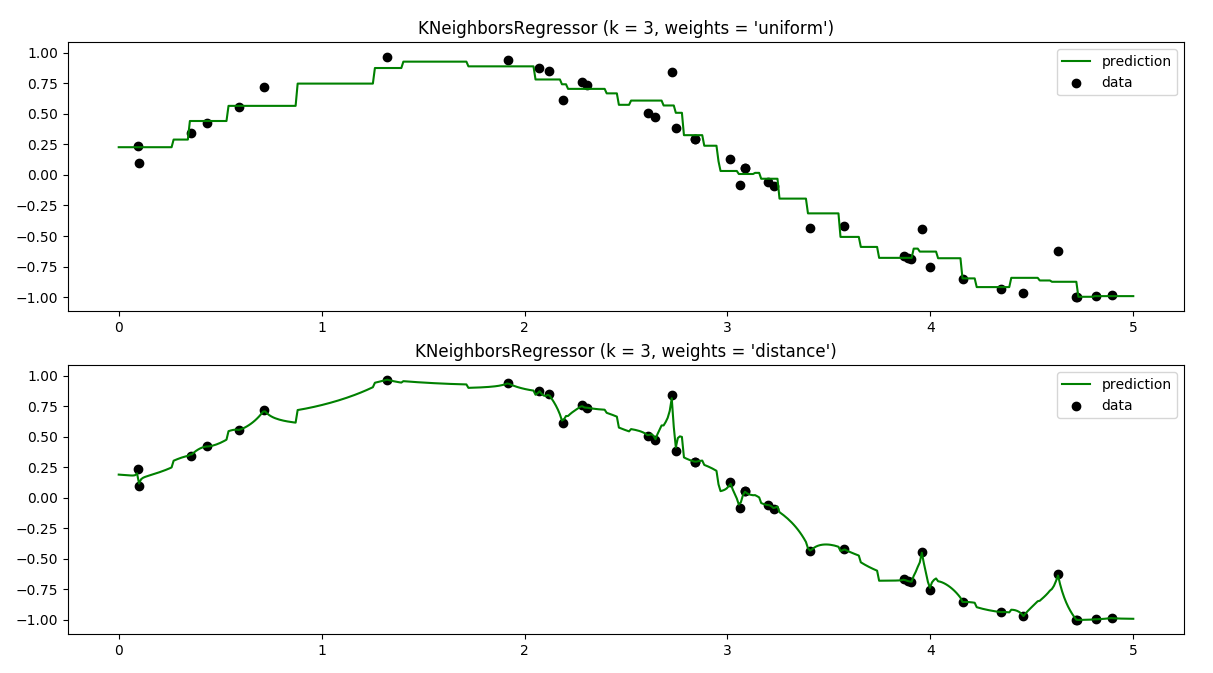 KNeighborsRegressor (k = 3, weights = 'uniform')
1.00
0.75
0.50
0.25
0.00
−0.25
−0.50
−0.75
−1.00
prediction
data
0 1 2 3 4 5
KNeighborsRegressor (k = 3, weights = 'distance')
1.00
0.75
0.50
0.25
0.00
−0.25
−0.50
−0.75
−1.00
prediction
data
0 1 2 3 4 5